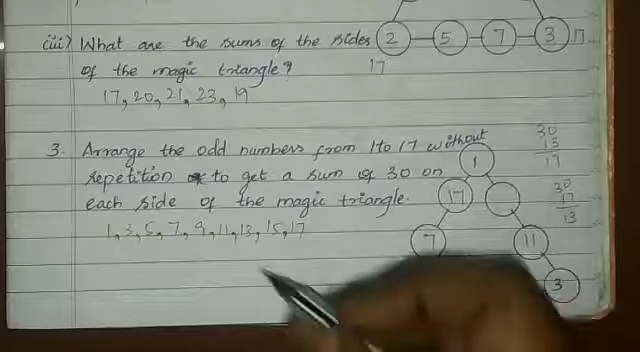 (iii) What are the sums of the sides
of the magic triangle?
17, 20, 21, 23, 19
2 5 7 3 17
17
3. Arrange the odd numbers from 1 to 17 without
repetition to get a sum of 30 on
each side of the magic triangle.
1, 3, 5, 7, 9, 11, 13, 15, 17
1
17
7 11
3
30
13
17
30
17
13